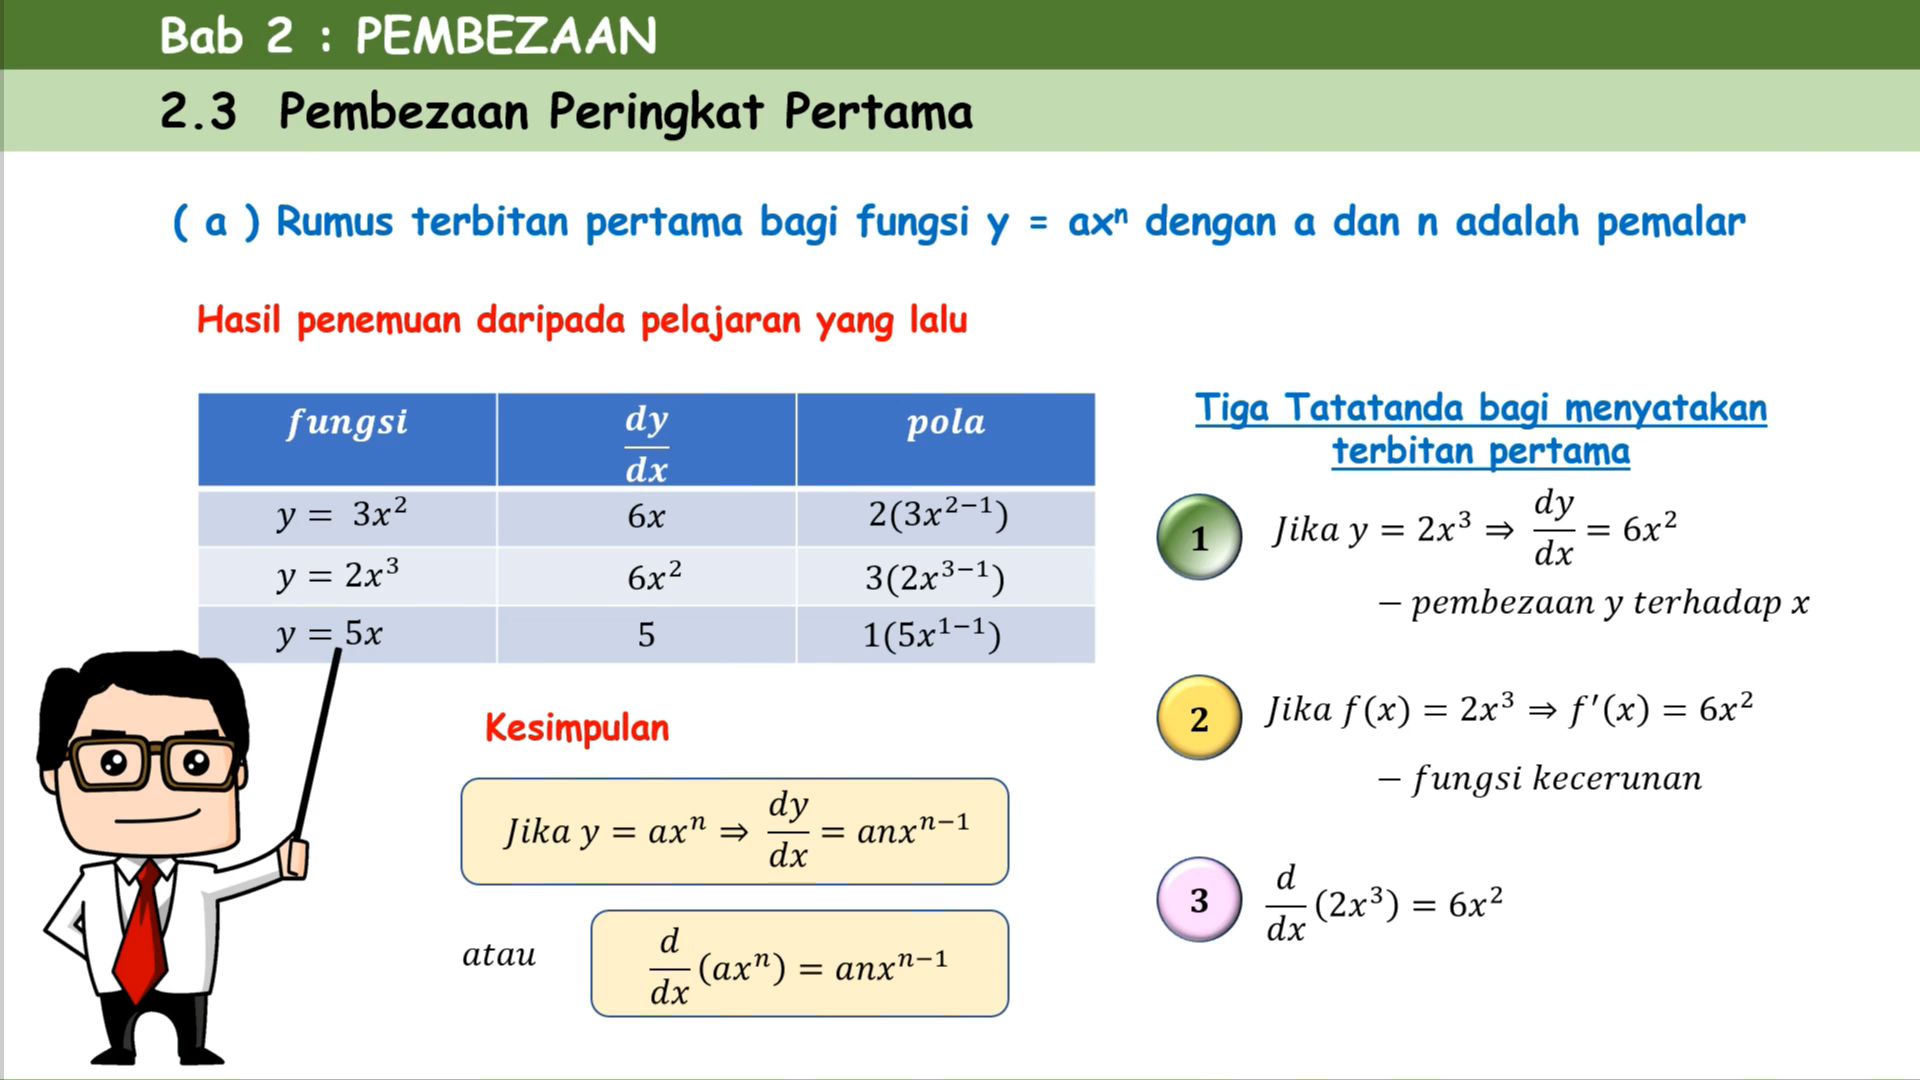 Bab 2 : PEMBEZAAN
2.3 Pembezaan Peringkat Pertama
( a ) Rumus terbitan pertama bagi fungsi y = axⁿ dengan a dan n adalah pemalar
Hasil penemuan daripada pelajaran yang lalu
fungsi dy/dx pola
y = 3x² 6x 2(3x²⁻¹)
y = 2x³ 6x² 3(2x³⁻¹)
y = 5x 5 1(5x¹⁻¹)
Kesimpulan
Jika y = axⁿ ⇒ dy/dx = anxⁿ⁻¹
atau d/dx (axⁿ) = anxⁿ⁻¹
Tiga Tatatanda bagi menyatakan
terbitan pertama
1 Jika y = 2x³ ⇒ dy/dx = 6x²
− pembezaan y terhadap x
2 Jika f(x) = 2x³ ⇒ f′(x) = 6x²
− fungsi kecerunan
3 d/dx (2x³) = 6x²